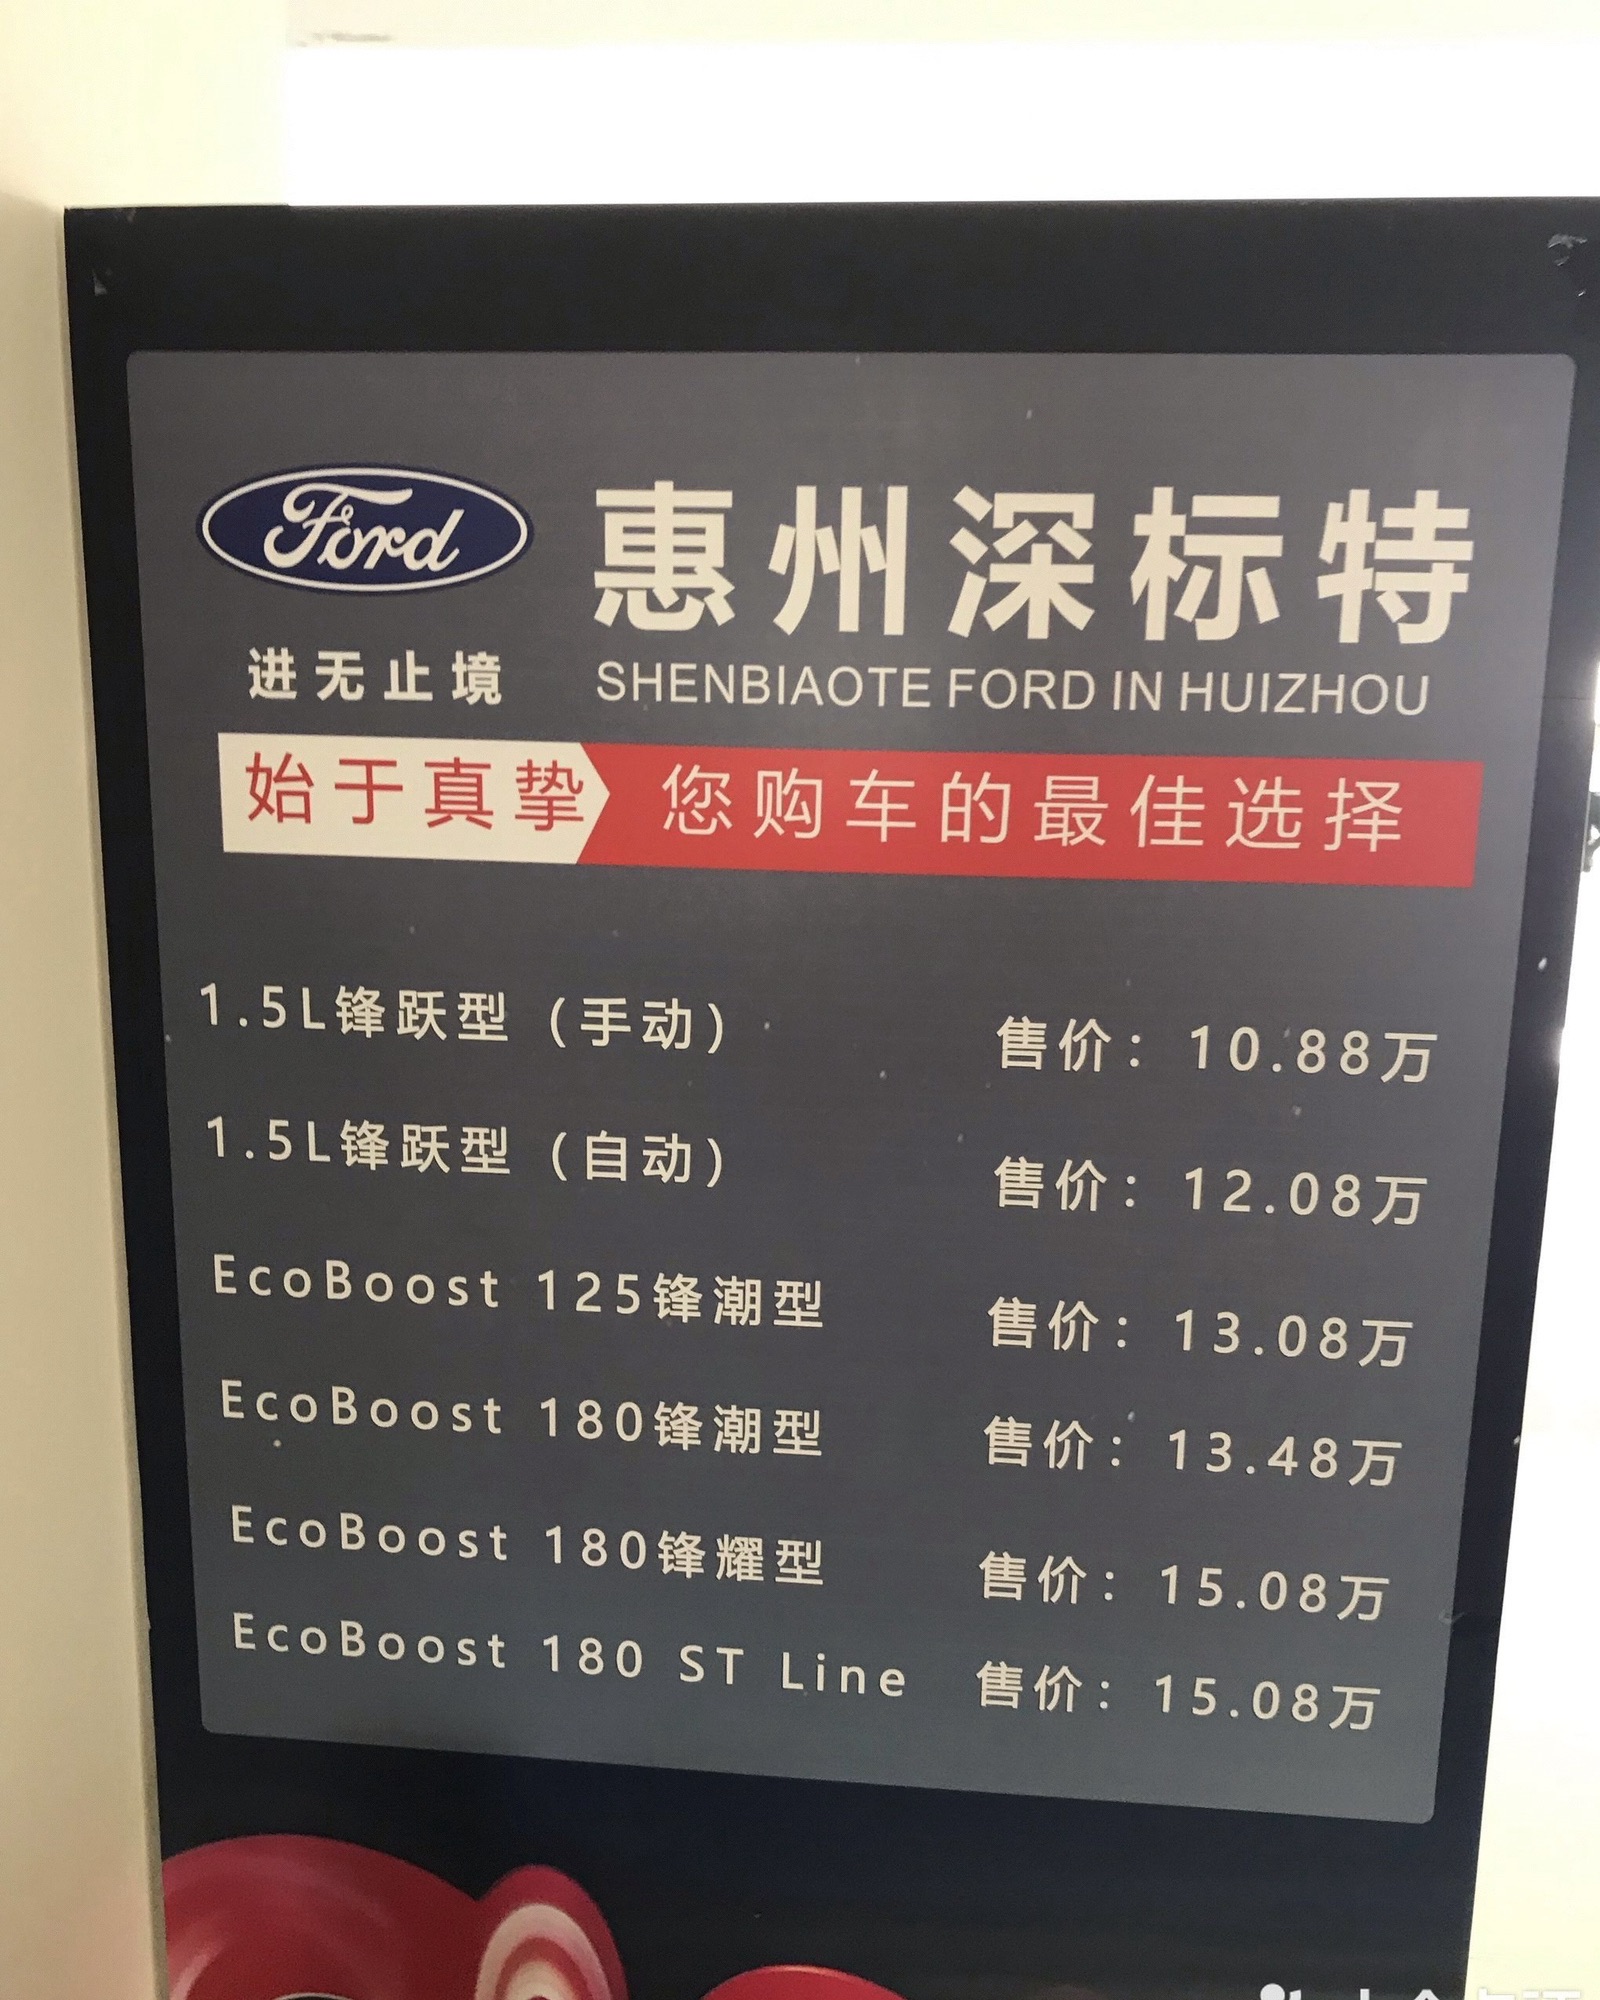 Ford
惠州深标特
进无止境
SHENBIAOTE FORD IN HUIZHOU
始于真挚 您购车的最佳选择
1.5L锋跃型（手动） 售价：10.88万
1.5L锋跃型（自动） 售价：12.08万
EcoBoost 125锋潮型 售价：13.08万
EcoBoost 180锋潮型 售价：13.48万
EcoBoost 180锋耀型 售价：15.08万
EcoBoost 180 ST Line 售价：15.08万